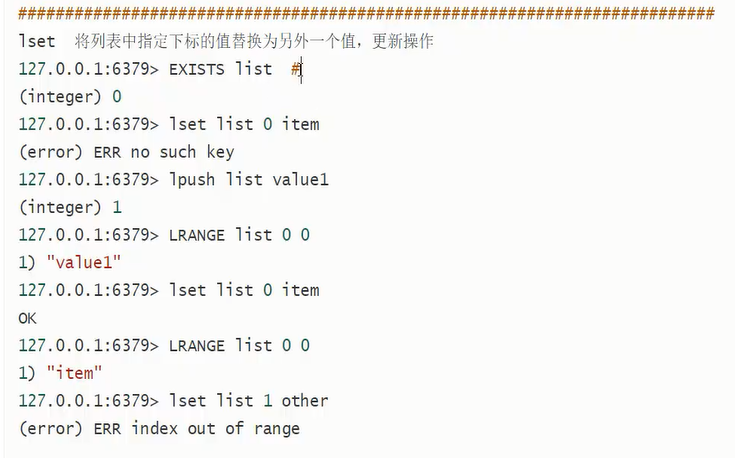 ###########################################################################
lset 将列表中指定下标的值替换为另外一个值，更新操作
127.0.0.1:6379> EXISTS list #
(integer) 0
127.0.0.1:6379> lset list 0 item
(error) ERR no such key
127.0.0.1:6379> lpush list value1
(integer) 1
127.0.0.1:6379> LRANGE list 0 0
1) "value1"
127.0.0.1:6379> lset list 0 item
OK
127.0.0.1:6379> LRANGE list 0 0
1) "item"
127.0.0.1:6379> lset list 1 other
(error) ERR index out of range